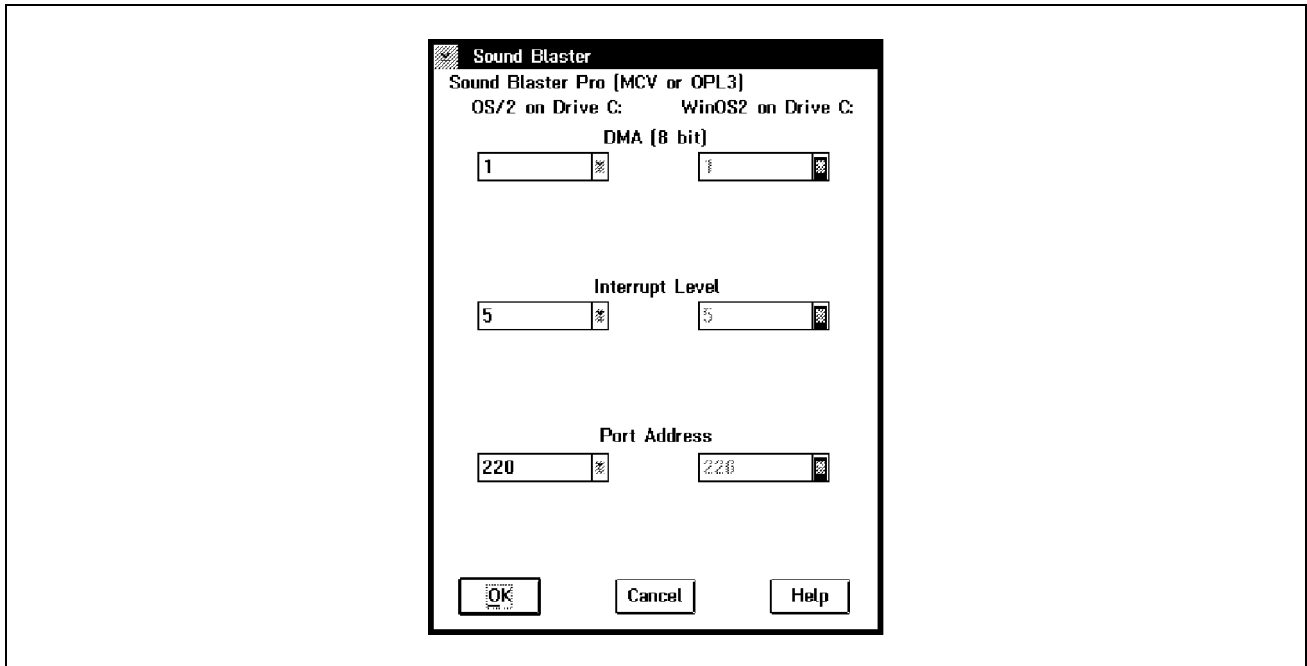 Sound Blaster
Sound Blaster Pro (MCV or OPL3)
OS/2 on Drive C: WinOS2 on Drive C:
DMA (8 bit)
1 1
Interrupt Level
5 5
Port Address
220 220
OK Cancel Help